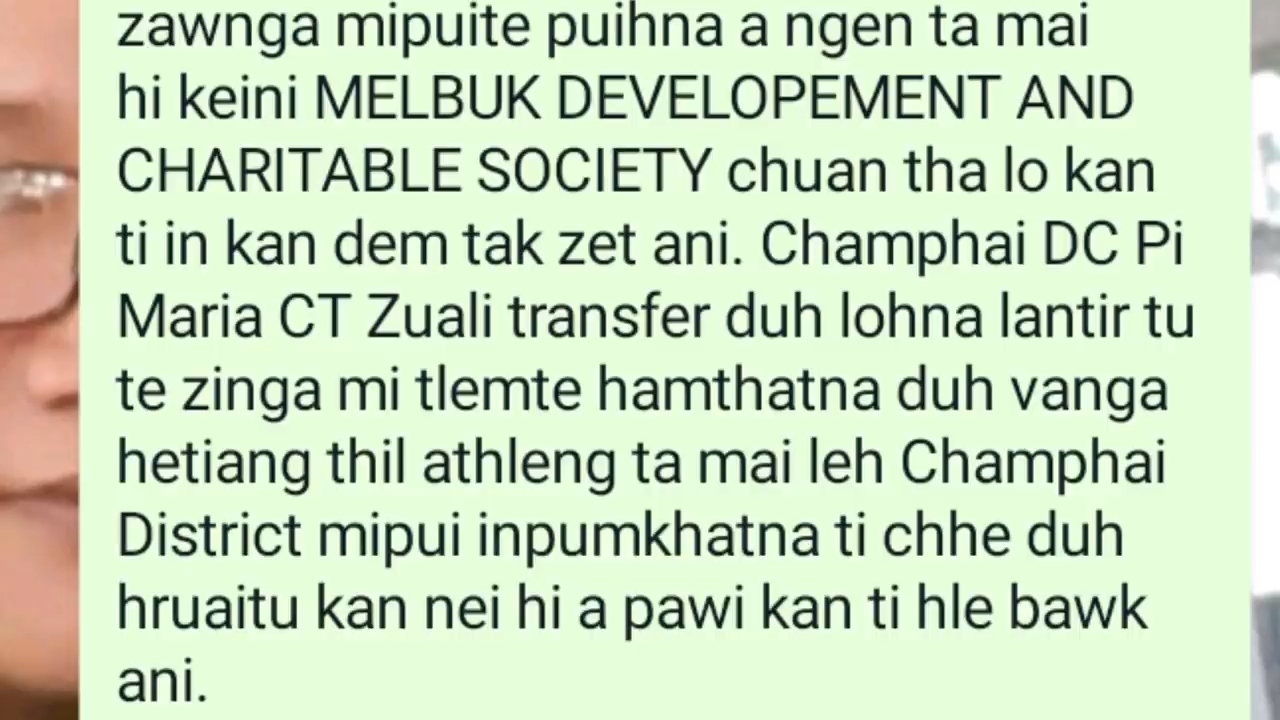 zawnga mipuite puihna a ngen ta mai
hi keini MELBUK DEVELOPEMENT AND
CHARITABLE SOCIETY chuan tha lo kan
ti in kan dem tak zet ani. Champhai DC Pi
Maria CT Zuali transfer duh lohna lantir tu
te zinga mi tlemte hamthatna duh vanga
hetiang thil athleng ta mai leh Champhai
District mipui inpumkhatna ti chhe duh
hruaitu kan nei hi a pawi kan ti hle bawk
ani.